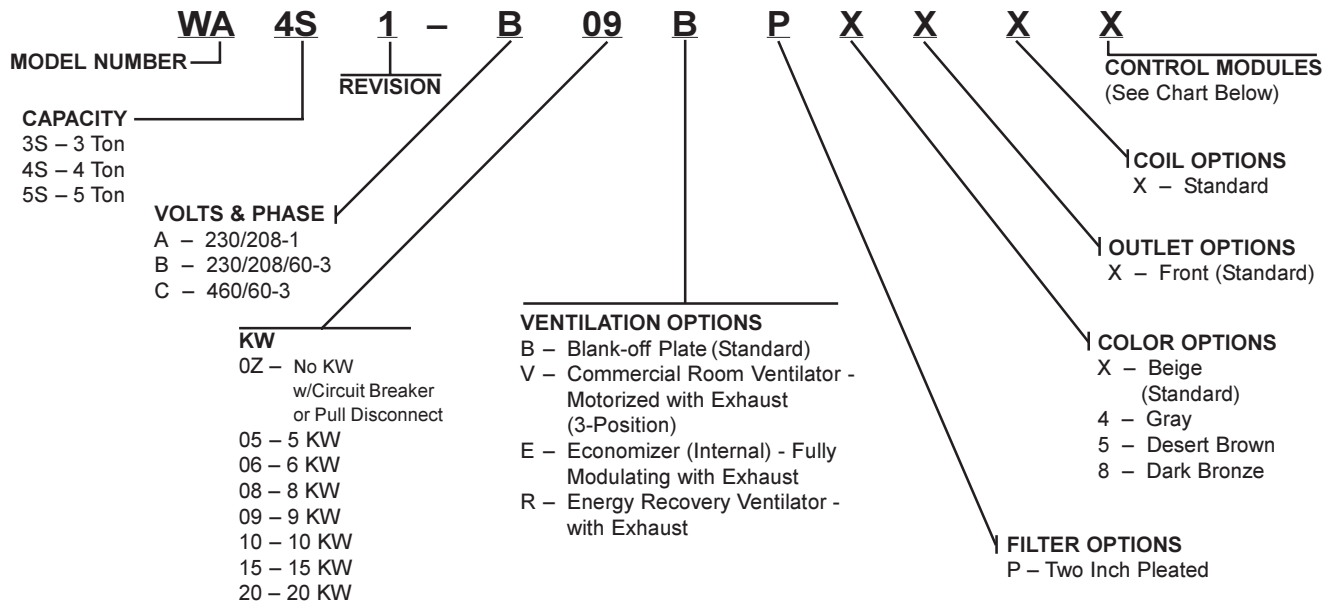 WA 4S 1 – B 09 B P X X X X
MODEL NUMBER
REVISION
CONTROL MODULES
(See Chart Below)
CAPACITY
3S – 3 Ton
4S – 4 Ton
5S – 5 Ton
COIL OPTIONS
X – Standard
VOLTS & PHASE
A – 230/208-1
B – 230/208/60-3
C – 460/60-3
OUTLET OPTIONS
X – Front (Standard)
KW
0Z – No KW
w/Circuit Breaker
or Pull Disconnect
05 – 5 KW
06 – 6 KW
08 – 8 KW
09 – 9 KW
10 – 10 KW
15 – 15 KW
20 – 20 KW
VENTILATION OPTIONS
B – Blank-off Plate (Standard)
V – Commercial Room Ventilator -
Motorized with Exhaust
(3-Position)
E – Economizer (Internal) - Fully
Modulating with Exhaust
R – Energy Recovery Ventilator -
with Exhaust
COLOR OPTIONS
X – Beige
(Standard)
4 – Gray
5 – Desert Brown
8 – Dark Bronze
FILTER OPTIONS
P – Two Inch Pleated